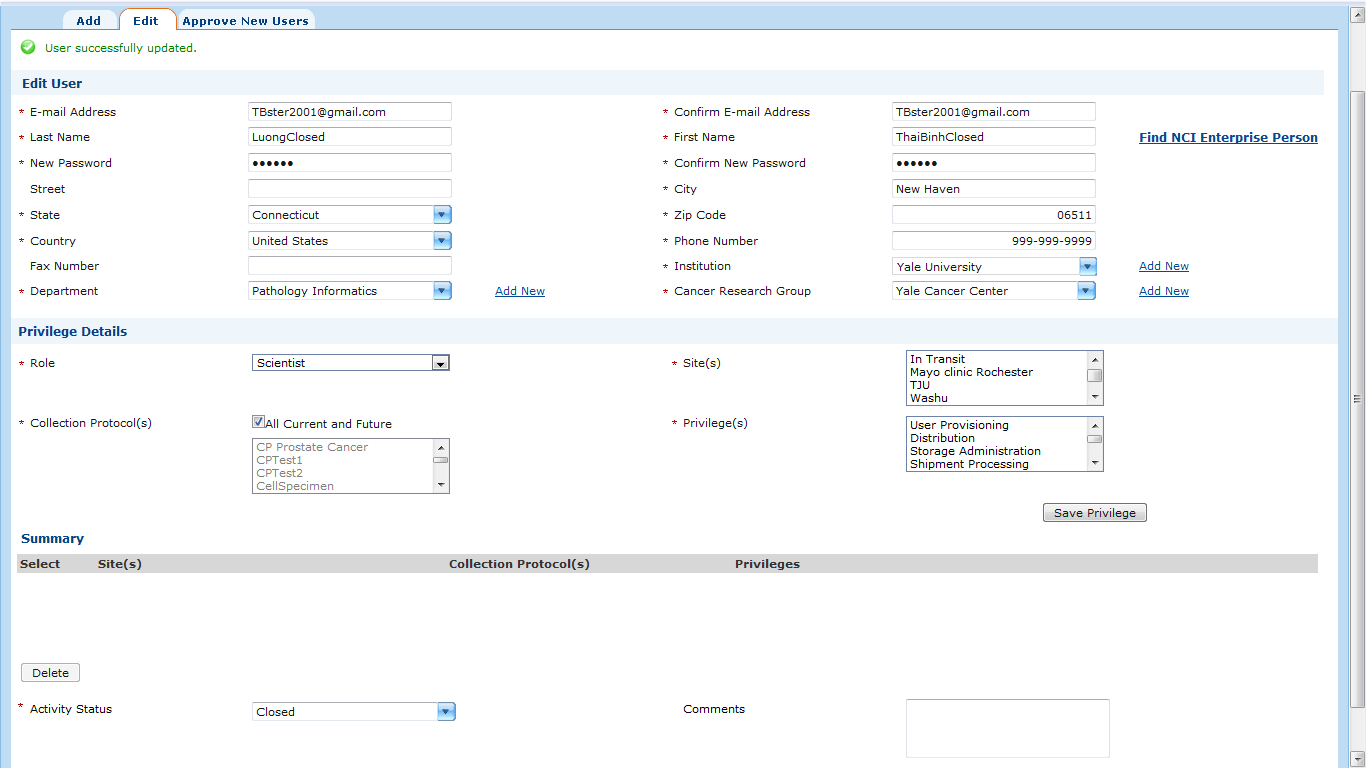 Add Edit Approve New Users
User successfully updated.
Edit User
* E-mail Address TBster2001@gmail.com * Confirm E-mail Address TBster2001@gmail.com
* Last Name LuongClosed * First Name ThaiBinhClosed Find NCI Enterprise Person
* New Password •••••• * Confirm New Password ••••••
Street * City New Haven
* State Connecticut * Zip Code 06511
* Country United States * Phone Number 999-999-9999
Fax Number * Institution Yale University Add New
* Department Pathology Informatics Add New * Cancer Research Group Yale Cancer Center Add New
Privilege Details
* Role Scientist * Site(s) In Transit
Mayo clinic Rochester
TJU
Washu
* Collection Protocol(s) All Current and Future * Privilege(s) User Provisioning
Distribution
Storage Administration
Shipment Processing
CP Prostate Cancer
CPTest1
CPTest2
CellSpecimen
Save Privilege
Summary
Select Site(s) Collection Protocol(s) Privileges
Delete
* Activity Status Closed Comments